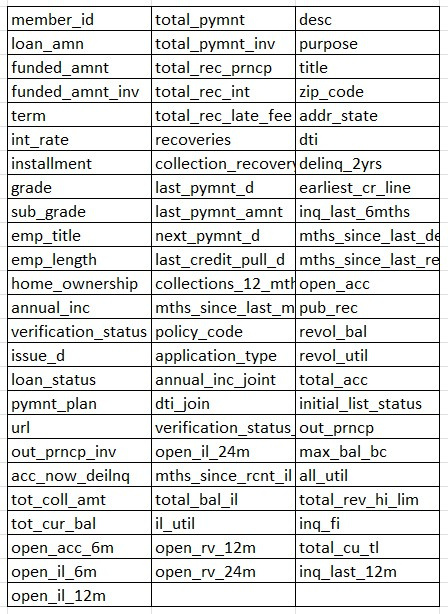 member_id total_pymnt desc
loan_amn total_pymnt_inv purpose
funded_amnt total_rec_prncp title
funded_amnt_inv total_rec_int zip_code
term total_rec_late_fee addr_state
int_rate recoveries dti
installment collection_recovery delinq_2yrs
grade last_pymnt_d earliest_cr_line
sub_grade last_pymnt_amnt inq_last_6mths
emp_title next_pymnt_d mths_since_last_de
emp_length last_credit_pull_d mths_since_last_re
home_ownership collections_12_mth open_acc
annual_inc mths_since_last_m pub_rec
verification_status policy_code revol_bal
issue_d application_type revol_util
loan_status annual_inc_joint total_acc
pymnt_plan dti_join initial_list_status
url verification_status_ out_prncp
out_prncp_inv open_il_24m max_bal_bc
acc_now_deilnq mths_since_rcnt_il all_util
tot_coll_amt total_bal_il total_rev_hi_lim
tot_cur_bal il_util inq_fi
open_acc_6m open_rv_12m total_cu_tl
open_il_6m open_rv_24m inq_last_12m
open_il_12m